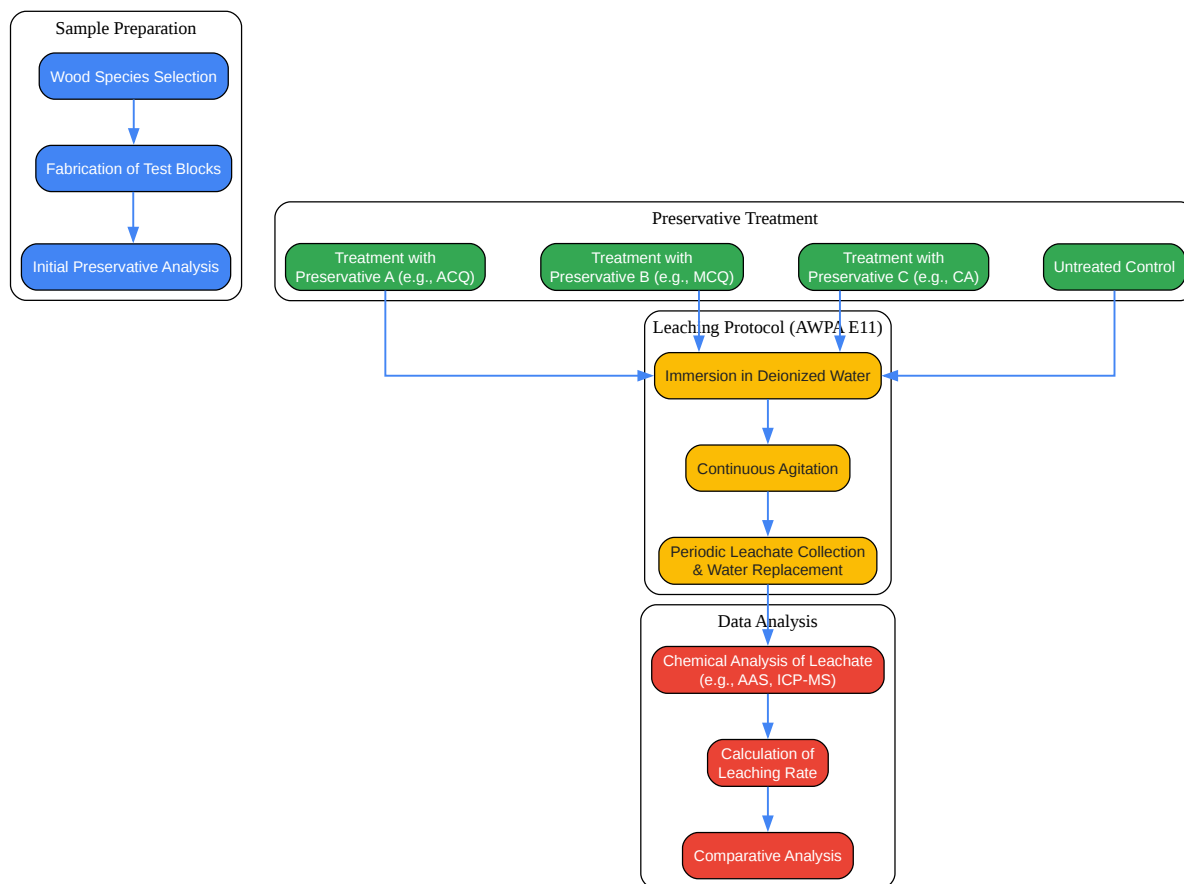 Sample Preparation
Wood Species Selection
Fabrication of Test Blocks
Initial Preservative Analysis
Preservative Treatment
Treatment with
Preservative A (e.g., ACQ)
Treatment with
Preservative B (e.g., MCQ)
Treatment with
Preservative C (e.g., CA)
Untreated Control
Leaching Protocol (AWPA E11)
Immersion in Deionized Water
Continuous Agitation
Periodic Leachate Collection
& Water Replacement
Data Analysis
Chemical Analysis of Leachate
(e.g., AAS, ICP-MS)
Calculation of
Leaching Rate
Comparative Analysis